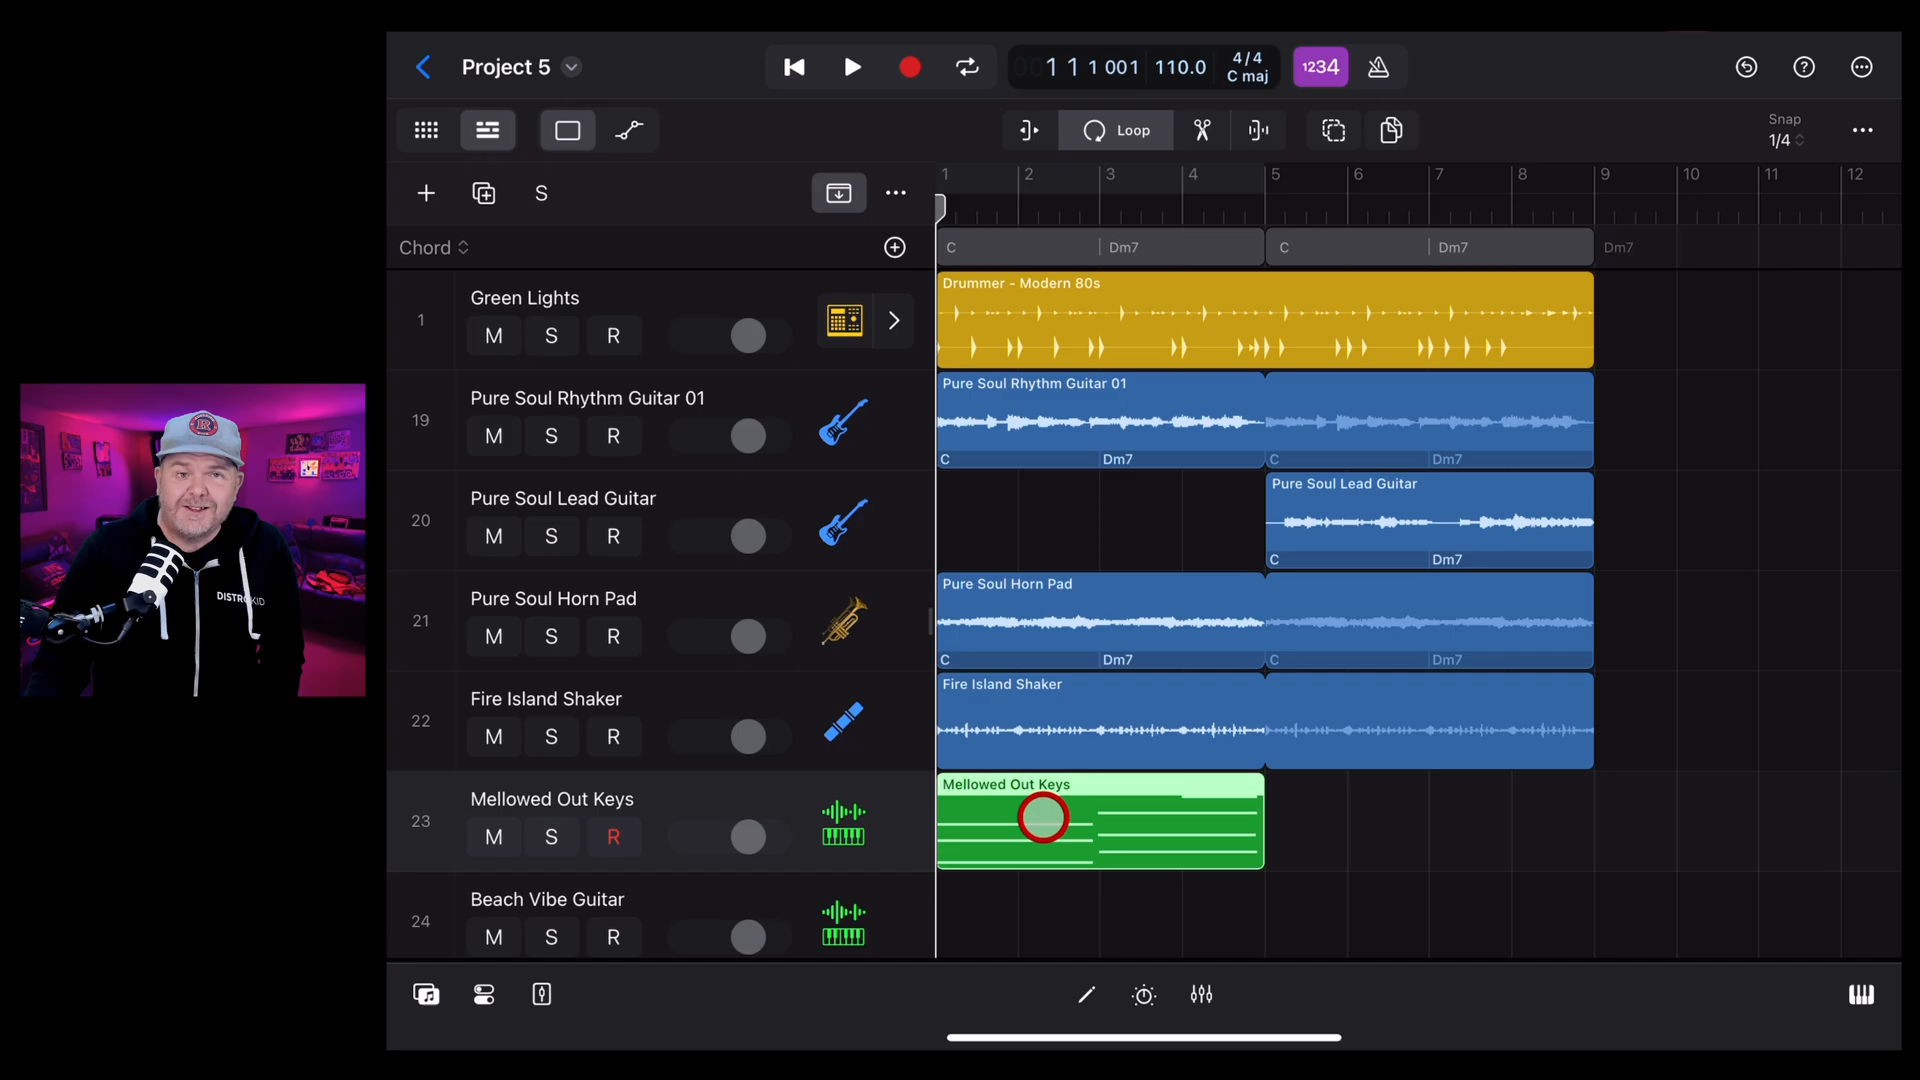 Project 5
1 1 1 001
110.0
4/4
C maj
1234
Loop
Snap
1/4
S
1 2 3 4 5 6 7 8 9 10 11 12
Chord
C Dm7 C Dm7 Dm7
1
Green Lights
M S R
Drummer - Modern 80s
19
Pure Soul Rhythm Guitar 01
M S R
Pure Soul Rhythm Guitar 01
C Dm7 C Dm7
20
Pure Soul Lead Guitar
M S R
Pure Soul Lead Guitar
C Dm7
21
Pure Soul Horn Pad
M S R
Pure Soul Horn Pad
C Dm7 C Dm7
22
Fire Island Shaker
M S R
Fire Island Shaker
23
Mellowed Out Keys
M S R
Mellowed Out Keys
24
Beach Vibe Guitar
M S R
R